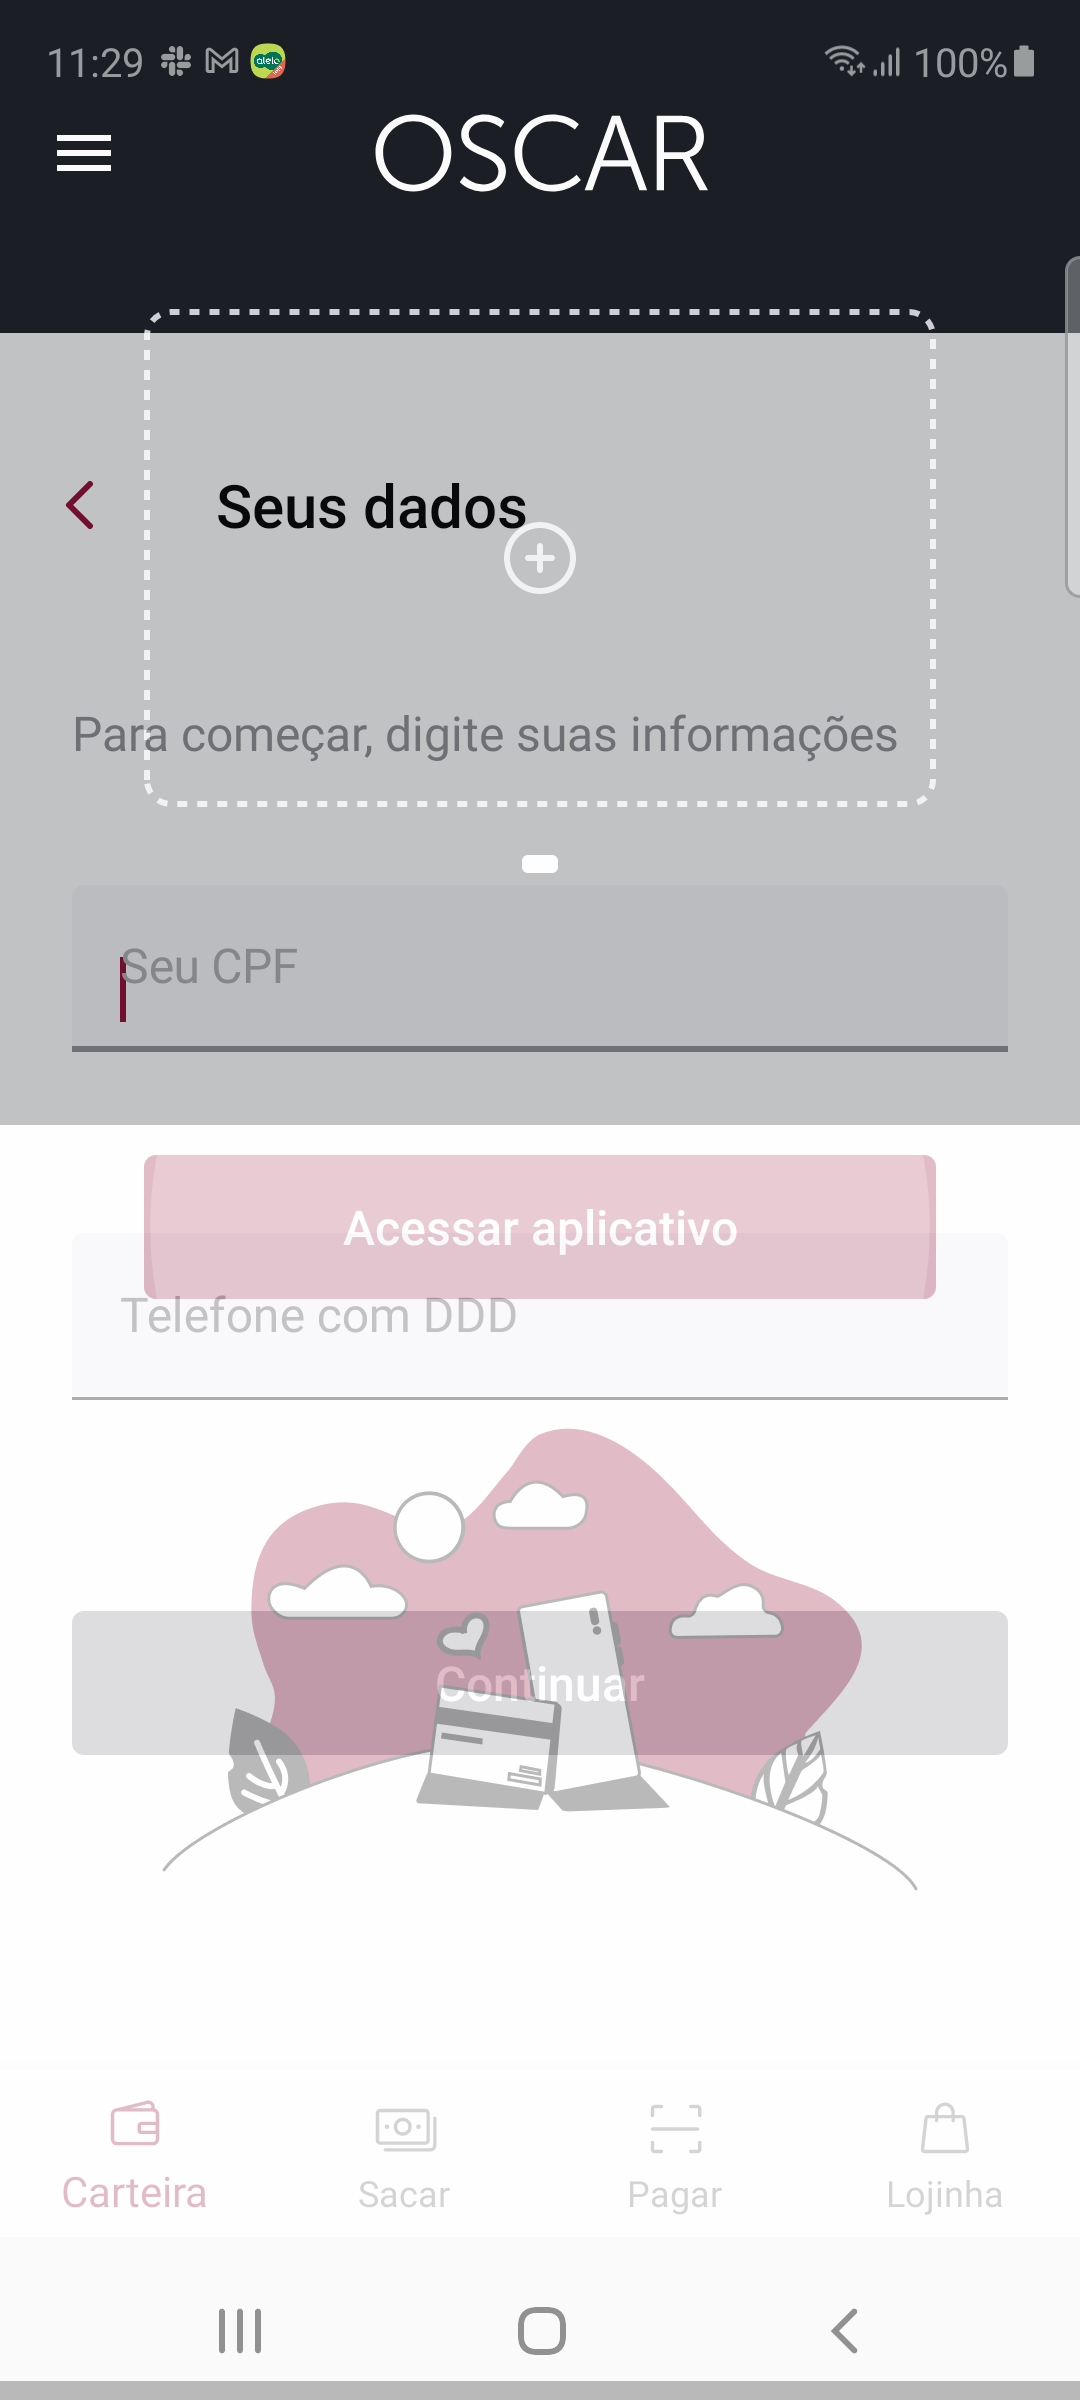 11:29 alelo 100%
OSCAR
Seus dados
Para começar, digite suas informações
Seu CPF
Acessar aplicativo
Telefone com DDD
Continuar
Carteira Sacar Pagar Lojinha